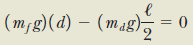 (m_f g)(d) − (m_d g) ℓ/2 = 0